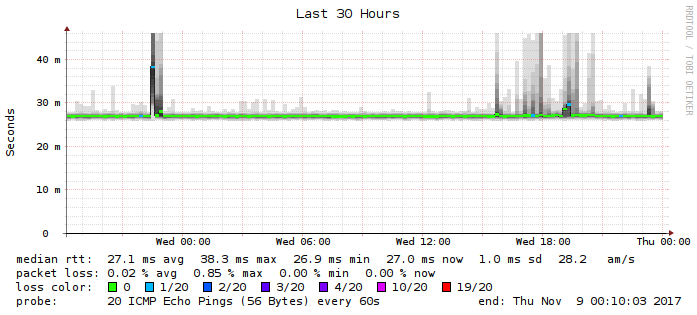 Last 30 Hours
RRDTOOL / TOBI OETIKER
Seconds
40 m
30 m
20 m
10 m
0
Wed 00:00 Wed 06:00 Wed 12:00 Wed 18:00 Thu 00:00
median rtt: 27.1 ms avg 38.3 ms max 26.9 ms min 27.0 ms now 1.0 ms sd 28.2 am/s
packet loss: 0.02 % avg 0.85 % max 0.00 % min 0.00 % now
loss color: 0 1/20 2/20 3/20 4/20 10/20 19/20
probe: 20 ICMP Echo Pings (56 Bytes) every 60s end: Thu Nov 9 00:10:03 2017